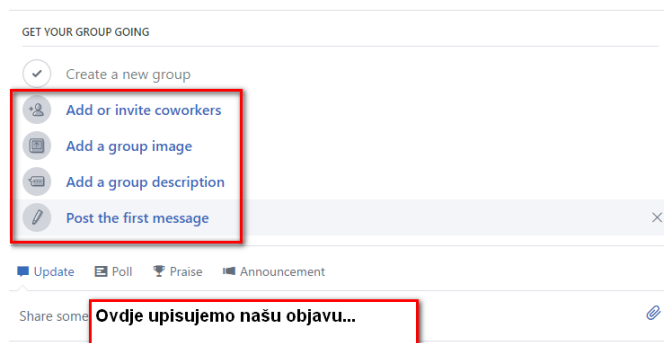 GET YOUR GROUP GOING
Create a new group
Add or invite coworkers
Add a group image
Add a group description
Post the first message
Update Poll Praise Announcement
Share some Ovdje upisujemo našu objavu...